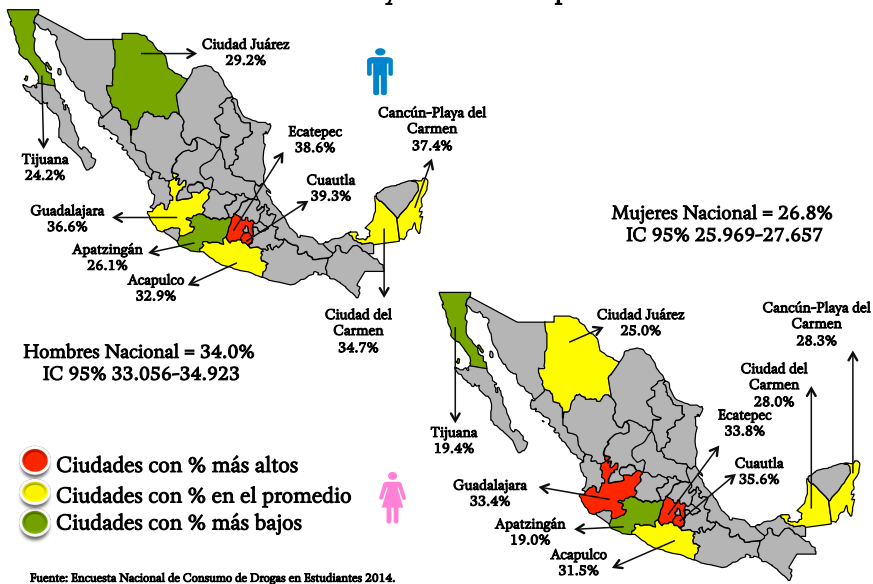 Ciudad Juárez
29.2%
Cancún-Playa del
Carmen
37.4%
Ecatepec
38.6%
Tijuana
24.2%
Cuautla
39.3%
Guadalajara
36.6%
Apatzingán
26.1%
Acapulco
32.9%
Ciudad del
Carmen
34.7%
Hombres Nacional = 34.0%
IC 95% 33.056-34.923
Mujeres Nacional = 26.8%
IC 95% 25.969-27.657
Ciudad Juárez
25.0%
Cancún-Playa del
Carmen
28.3%
Ciudad del
Carmen
28.0%
Ecatepec
33.8%
Tijuana
19.4%
Cuautla
35.6%
Guadalajara
33.4%
Apatzingán
19.0%
Acapulco
31.5%
Ciudades con % más altos
Ciudades con % en el promedio
Ciudades con % más bajos
Fuente: Encuesta Nacional de Consumo de Drogas en Estudiantes 2014.